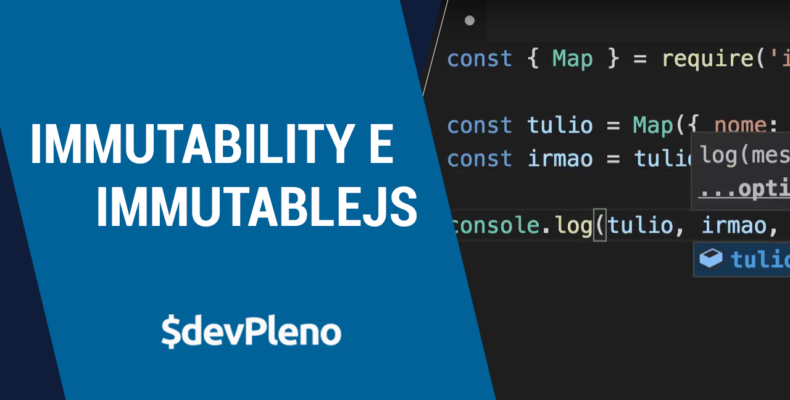 IMMUTABILITY E
IMMUTABLEJS
$devPleno
const { Map } = require('i
const tulio = Map({ nome:
const irmao = tulio
log(mes
...opti
console.log(tulio, irmao,
tulio